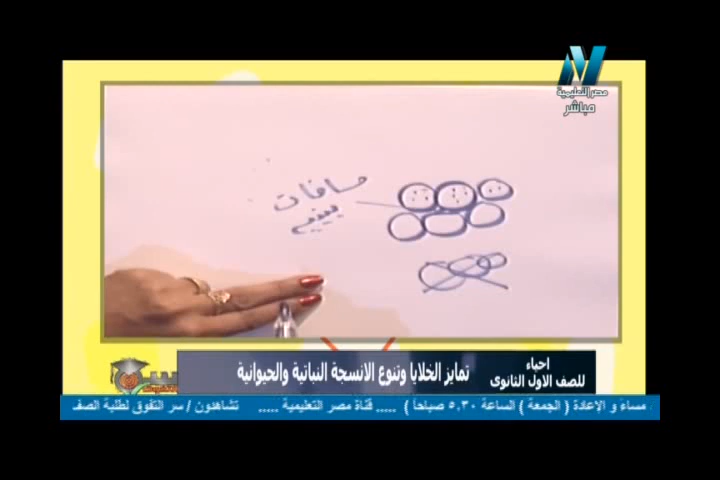 مصر التعليمية
مباشر
مسافات
بينية
احياء
للصف الاول الثانوى
تمايز الخلايا وتنوع الانسجة النباتية والحيوانية
مساءً و الإعادة ( الجمعة ) الساعة ٥,٣٠ صباحاً ) ..... قناة مصر التعليمية ..... تشاهدون / سر التفوق لطلبة الصف